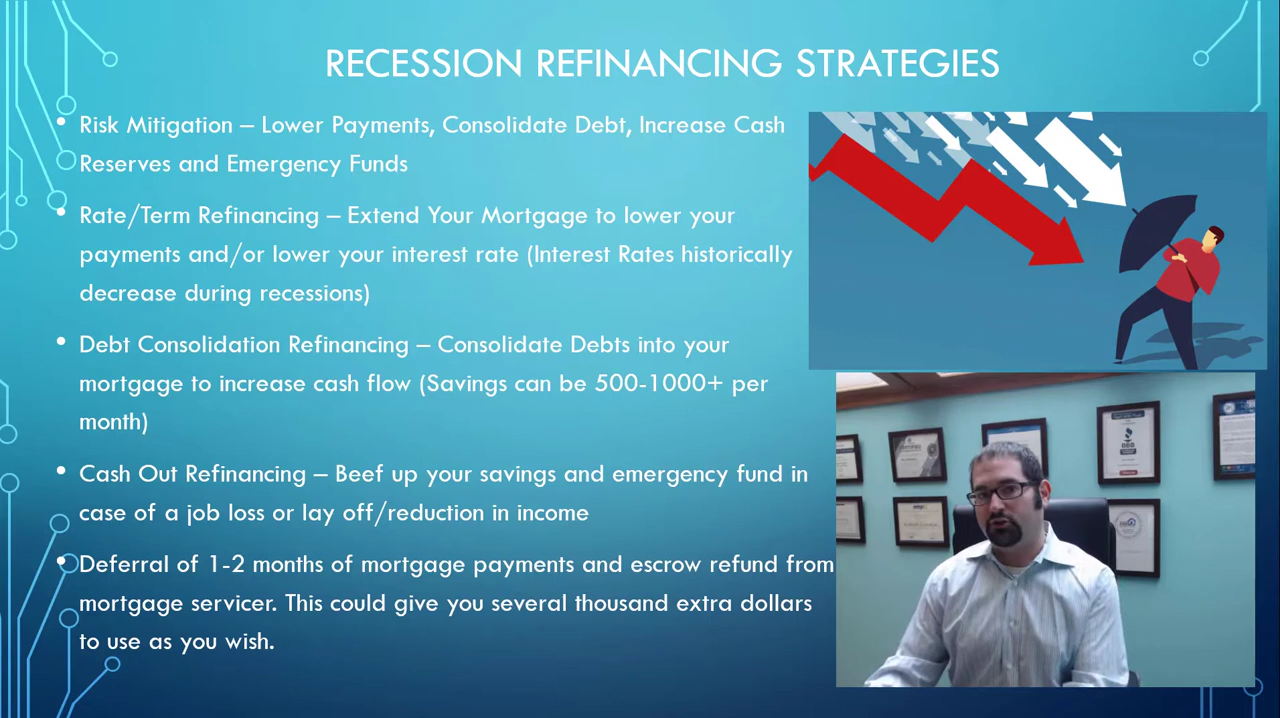 RECESSION REFINANCING STRATEGIES
• Risk Mitigation – Lower Payments, Consolidate Debt, Increase Cash
Reserves and Emergency Funds
• Rate/Term Refinancing – Extend Your Mortgage to lower your
payments and/or lower your interest rate (Interest Rates historically
decrease during recessions)
• Debt Consolidation Refinancing – Consolidate Debts into your
mortgage to increase cash flow (Savings can be 500-1000+ per
month)
• Cash Out Refinancing – Beef up your savings and emergency fund in
case of a job loss or lay off/reduction in income
• Deferral of 1-2 months of mortgage payments and escrow refund from
mortgage servicer. This could give you several thousand extra dollars
to use as you wish.
BBB